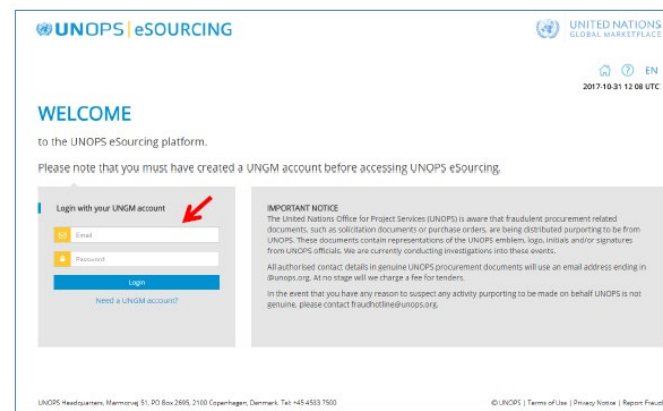 UNOPS eSOURCING
UNITED NATIONS
GLOBAL MARKETPLACE
EN
2017-10-31 12 08 UTC
WELCOME
to the UNOPS eSourcing platform.
Please note that you must have created a UNGM account before accessing UNOPS eSourcing.
Login with your UNGM account
Email
Password
Login
Need a UNGM account?
IMPORTANT NOTICE
The United Nations Office for Project Services (UNOPS) is aware that fraudulent procurement related
documents, such as solicitation documents or purchase orders, are being distributed purporting to be from
UNOPS. These documents contain representations of the UNOPS emblem, logo, initials and/or signatures
from UNOPS officials. We are currently conducting investigations into these events.
All authorised contact details in genuine UNOPS procurement documents will use an email address ending in
@unops.org. At no stage will we charge a fee for tenders.
In the event that you have any reason to suspect any activity purporting to be made on behalf UNOPS is not
genuine, please contact fraudhotline@unops.org.
UNOPS Headquarters, Marmorvej 51, PO Box 2695, 2100 Copenhagen, Denmark. Tel: +45 4533 7500
© UNOPS | Terms of Use | Privacy Notice | Report Fraud